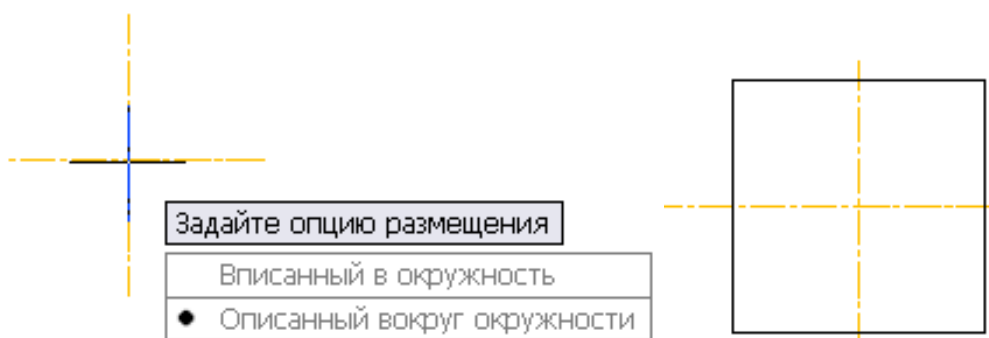 Задайте опцию размещения
Вписанный в окружность
Описанный вокруг окружности